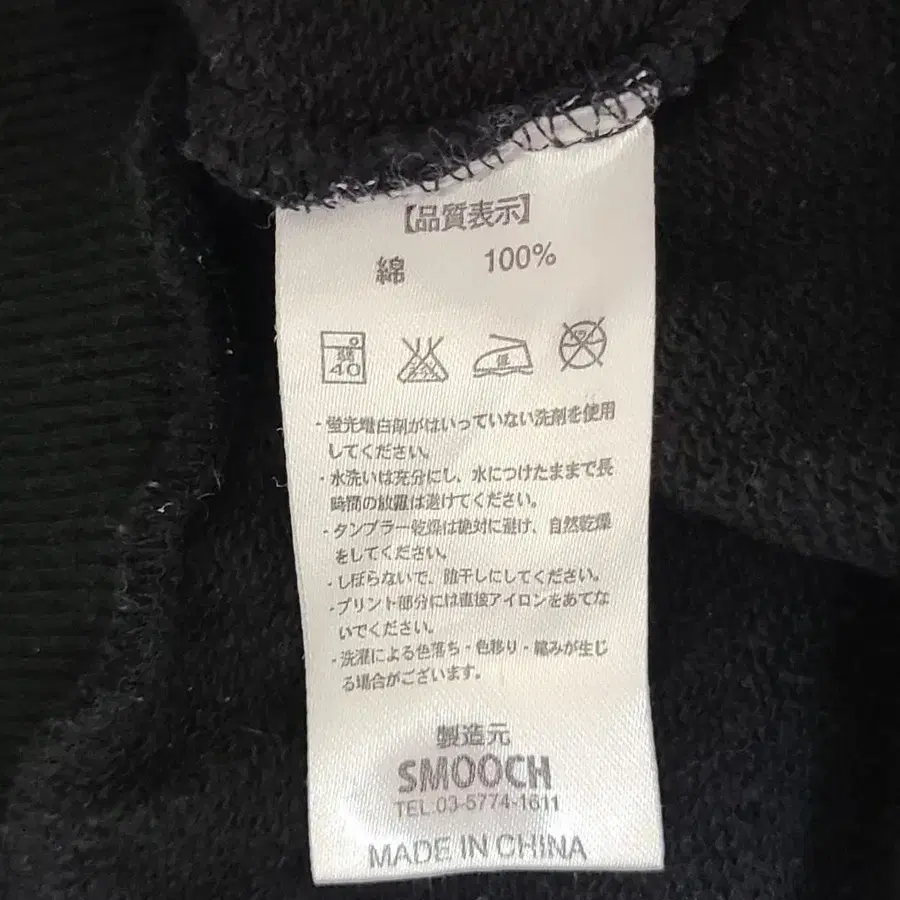 【品質表示】
綿 100%
弱
40
・蛍光増白剤がはいっていない洗剤を使用
してください。
・水洗いは充分にし、水につけたままで長
時間の放置は避けてください。
・タンブラー乾燥は絶対に避け、自然乾燥
をしてください。
・しぼらないで、陰干しにしてください。
・プリント部分には直接アイロンをあてな
いでください。
・洗濯による色落ち・色移り・縮みが生じ
る場合がございます。
製造元
SMOOCH
TEL:03-5774-1611
MADE IN CHINA